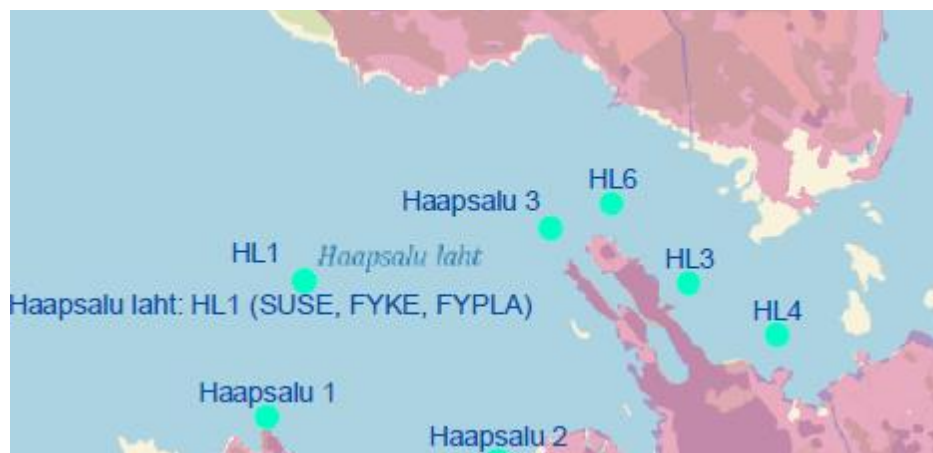 HL6
Haapsalu 3
HL1
Haapsalu laht
HL3
Haapsalu laht: HL1 (SUSE, FYKE, FYPLA)
HL4
Haapsalu 1
Haapsalu 2